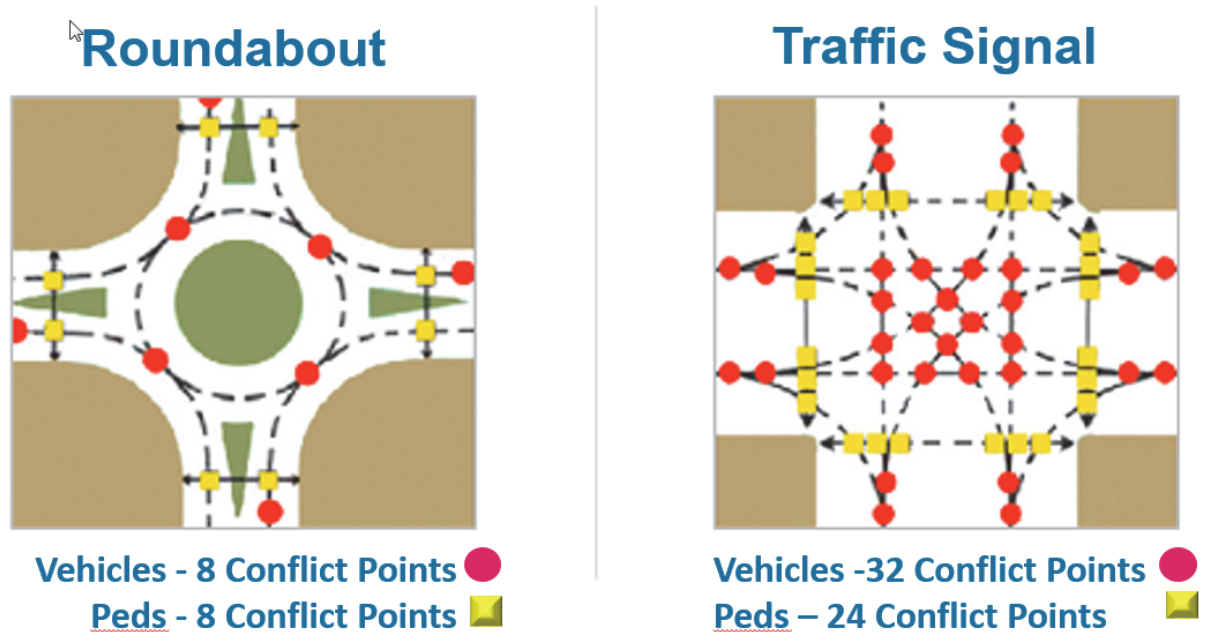 Roundabout
Vehicles - 8 Conflict Points
Peds - 8 Conflict Points
Traffic Signal
Vehicles -32 Conflict Points
Peds – 24 Conflict Points